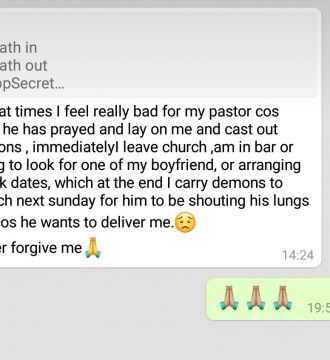 ath in
ath out
opSecret...
at times I feel really bad for my pastor cos
he has prayed and lay on me and cast out
ons , immediatelyI leave church ,am in bar or
g to look for one of my boyfriend, or arranging
k dates, which at the end I carry demons to
ch next sunday for him to be shouting his lungs
cos he wants to deliver me.😟
er forgive me🙏
14:24
🙏🙏🙏
19:5